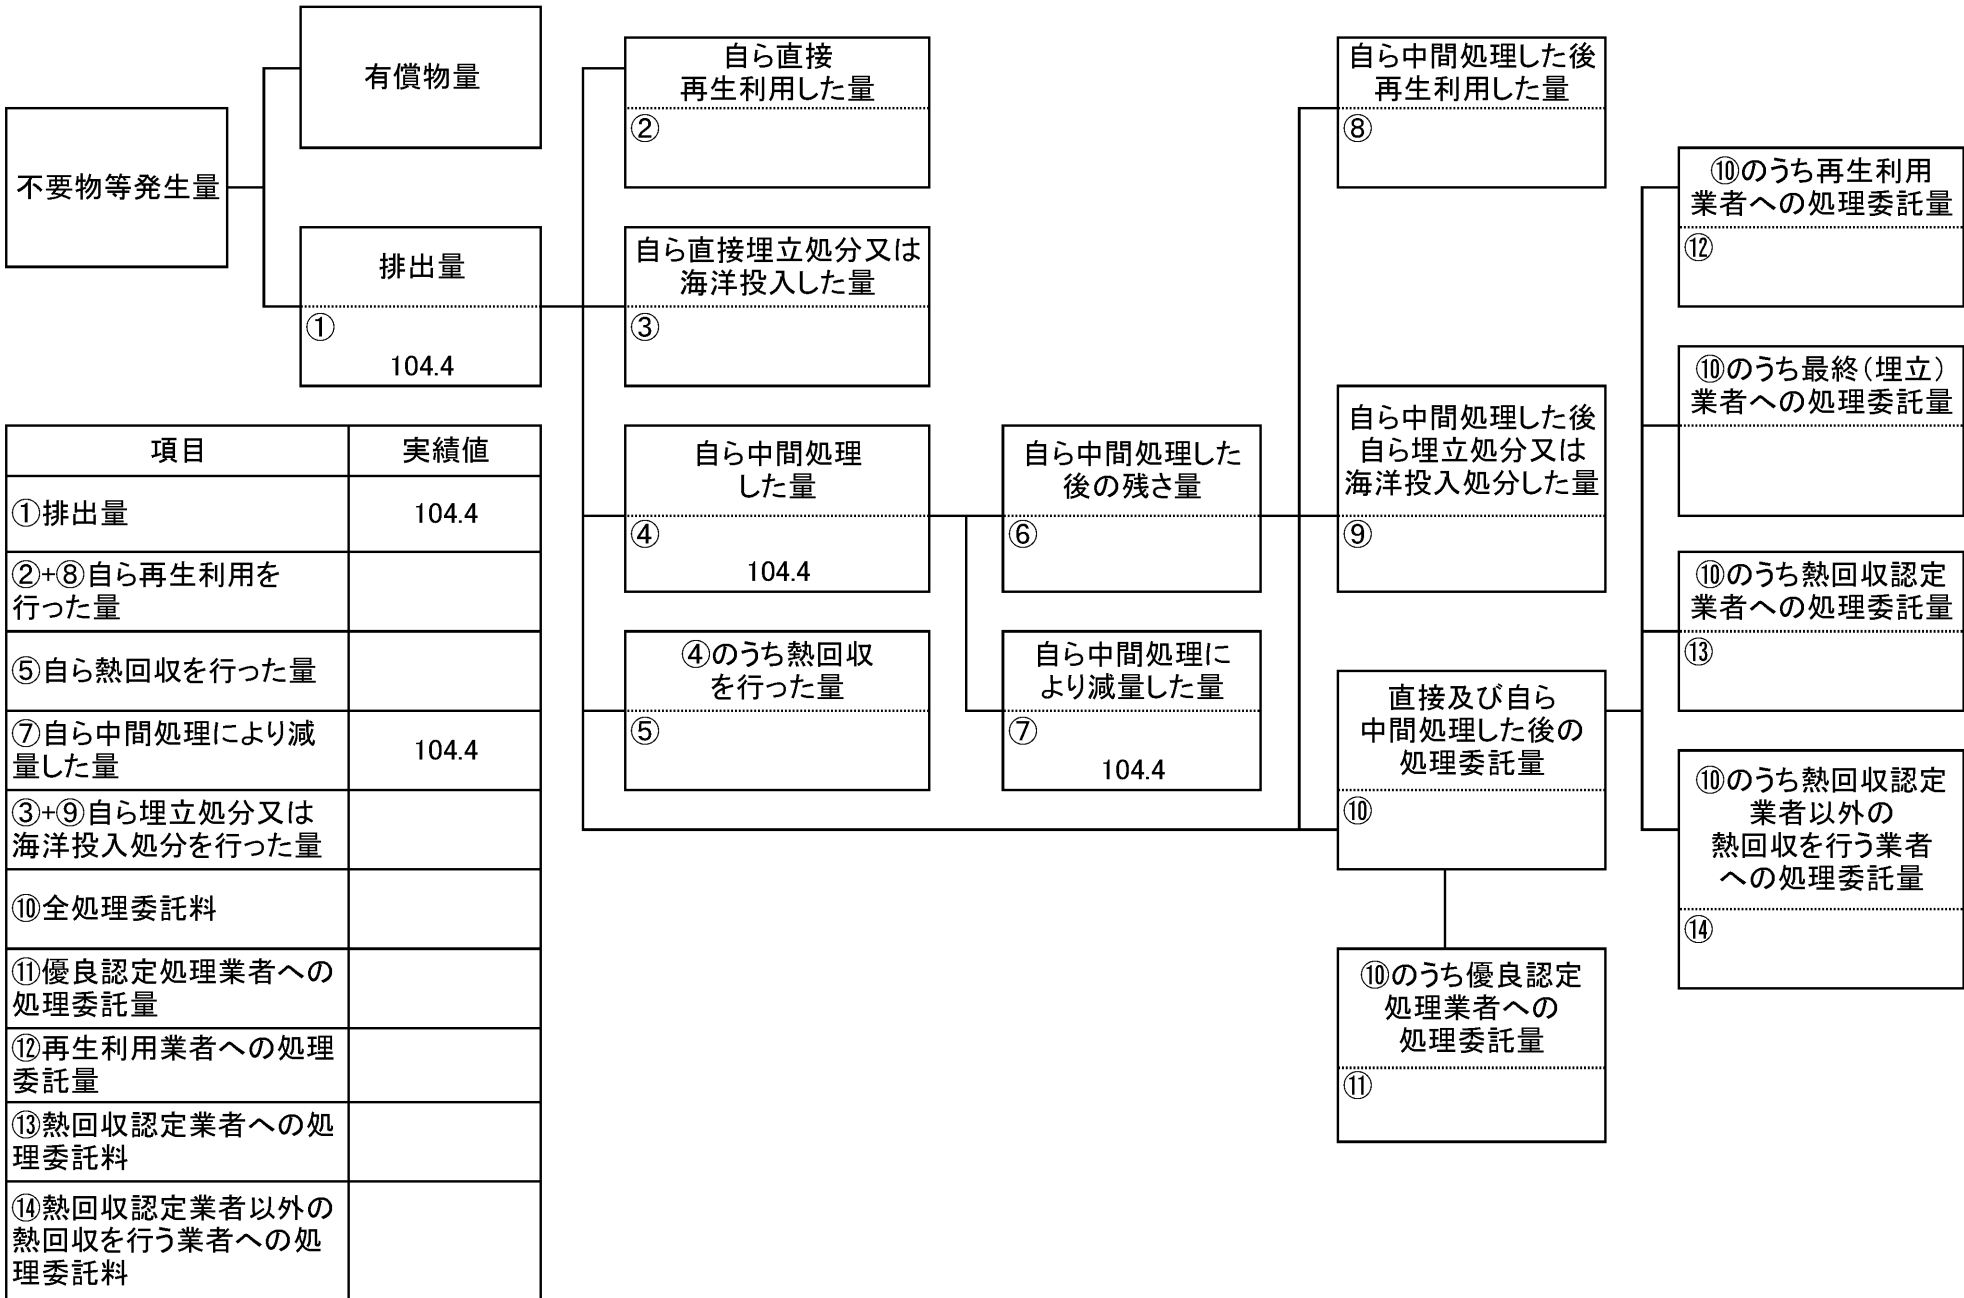 有償物量
不要物等発生量
排出量
①
104.4
自ら直接
再生利用した量
②
自ら直接埋立処分又は
海洋投入した量
③
自ら中間処理
した量
④
104.4
④のうち熱回収
を行った量
⑤
自ら中間処理した
後の残さ量
⑥
自ら中間処理に
より減量した量
⑦
104.4
自ら中間処理した後
再生利用した量
⑧
自ら中間処理した後
自ら埋立処分又は
海洋投入処分した量
⑨
直接及び自ら
中間処理した後の
処理委託量
⑩
⑩のうち優良認定
処理業者への
処理委託量
⑪
⑩のうち再生利用
業者への処理委託量
⑫
⑩のうち最終（埋立）
業者への処理委託量
⑩のうち熱回収認定
業者への処理委託量
⑬
⑩のうち熱回収認定
業者以外の
熱回収を行う業者
への処理委託量
⑭
項目 実績値
①排出量 104.4
②+⑧自ら再生利用を
行った量
⑤自ら熱回収を行った量
⑦自ら中間処理により減
量した量 104.4
③+⑨自ら埋立処分又は
海洋投入処分を行った量
⑩全処理委託料
⑪優良認定処理業者への
処理委託量
⑫再生利用業者への処理
委託量
⑬熱回収認定業者への処
理委託料
⑭熱回収認定業者以外の
熱回収を行う業者への処
理委託料